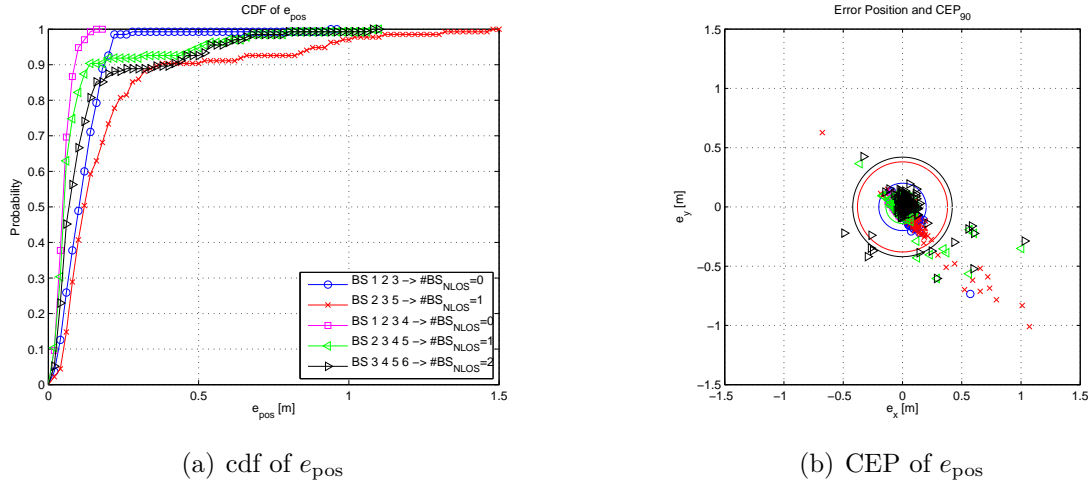 CDF of e_pos
Probability
1
0.9
0.8
0.7
0.6
0.5
0.4
0.3
0.2
0.1
0
BS 1 2 3 −> #BS_NLOS=0
BS 2 3 5 −> #BS_NLOS=1
BS 1 2 3 4 −> #BS_NLOS=0
BS 2 3 4 5 −> #BS_NLOS=1
BS 3 4 5 6 −> #BS_NLOS=2
0 0.5 1 1.5
e_pos [m]
(a) cdf of e_pos
Error Position and CEP_90
e_y [m]
1.5
1
0.5
0
−0.5
−1
−1.5
−1.5 −1 −0.5 0 0.5 1 1.5
e_x [m]
(b) CEP of e_pos